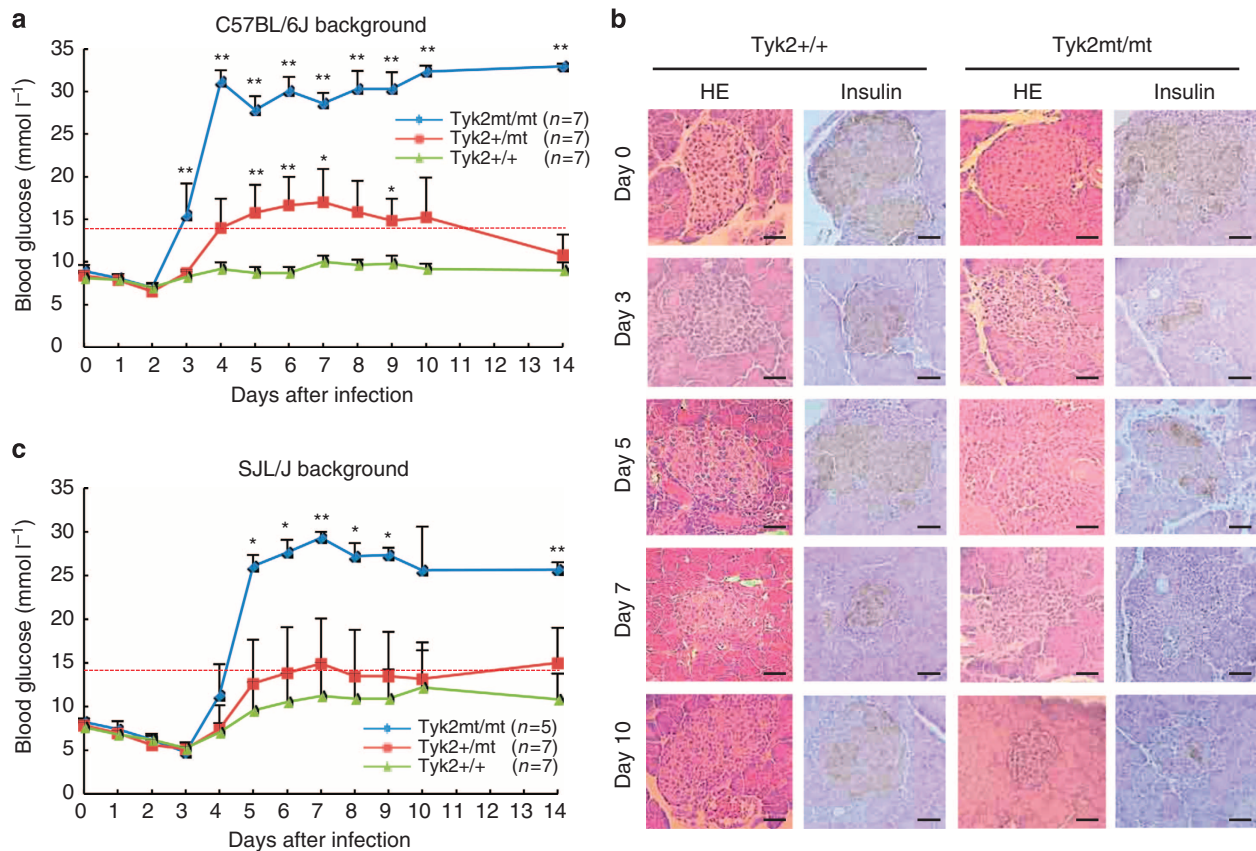 a
C57BL/6J background
35
30
25
20
15
10
5
0
Blood glucose (mmol l⁻¹)
** ** ** ** ** ** ** ** **
** ** ** * *
Tyk2mt/mt (n=7)
Tyk2+/mt (n=7)
Tyk2+/+ (n=7)
0 1 2 3 4 5 6 7 8 9 10 11 12 13 14
Days after infection
b
Tyk2+/+ Tyk2mt/mt
HE Insulin HE Insulin
Day 0
Day 3
Day 5
Day 7
Day 10
c
SJL/J background
35
30
25
20
15
10
5
0
Blood glucose (mmol l⁻¹)
* * ** * * **
Tyk2mt/mt (n=5)
Tyk2+/mt (n=7)
Tyk2+/+ (n=7)
0 1 2 3 4 5 6 7 8 9 10 11 12 13 14
Days after infection